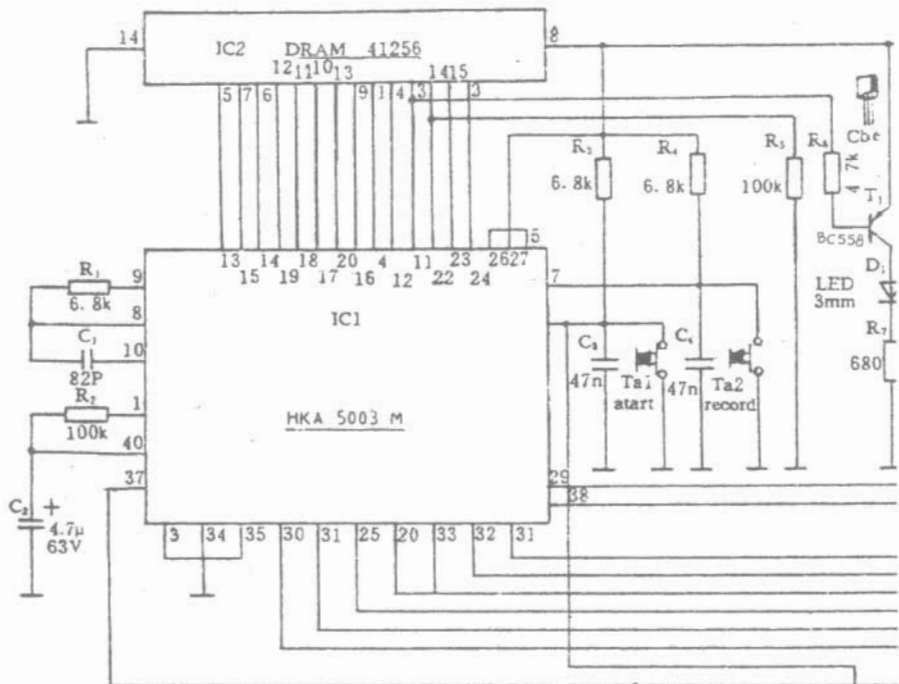 14
IC2
DRAM 41256
8
12 11 10 13
14 15
5 7 6
9 1 4 3
3
Cbe
R₃
6.8k
R₄
6.8k
R₅
100k
R₆
4.7k
T₁
BC558
5
13 15 14 19 18 17 20 16 4 12 11 22 23 24
26 27
R₁
6.8k
9
8
C₁
82P
10
IC1
7
D₁
LED
3mm
R₇
680
C₃
47n
Ta1
atart
C₄
47n
Ta2
record
R₂
100k
1
40
HKA 5003 M
37
29
38
C₂
+
4.7µ
63V
3
34
35
30
31
25
20
33
32
31